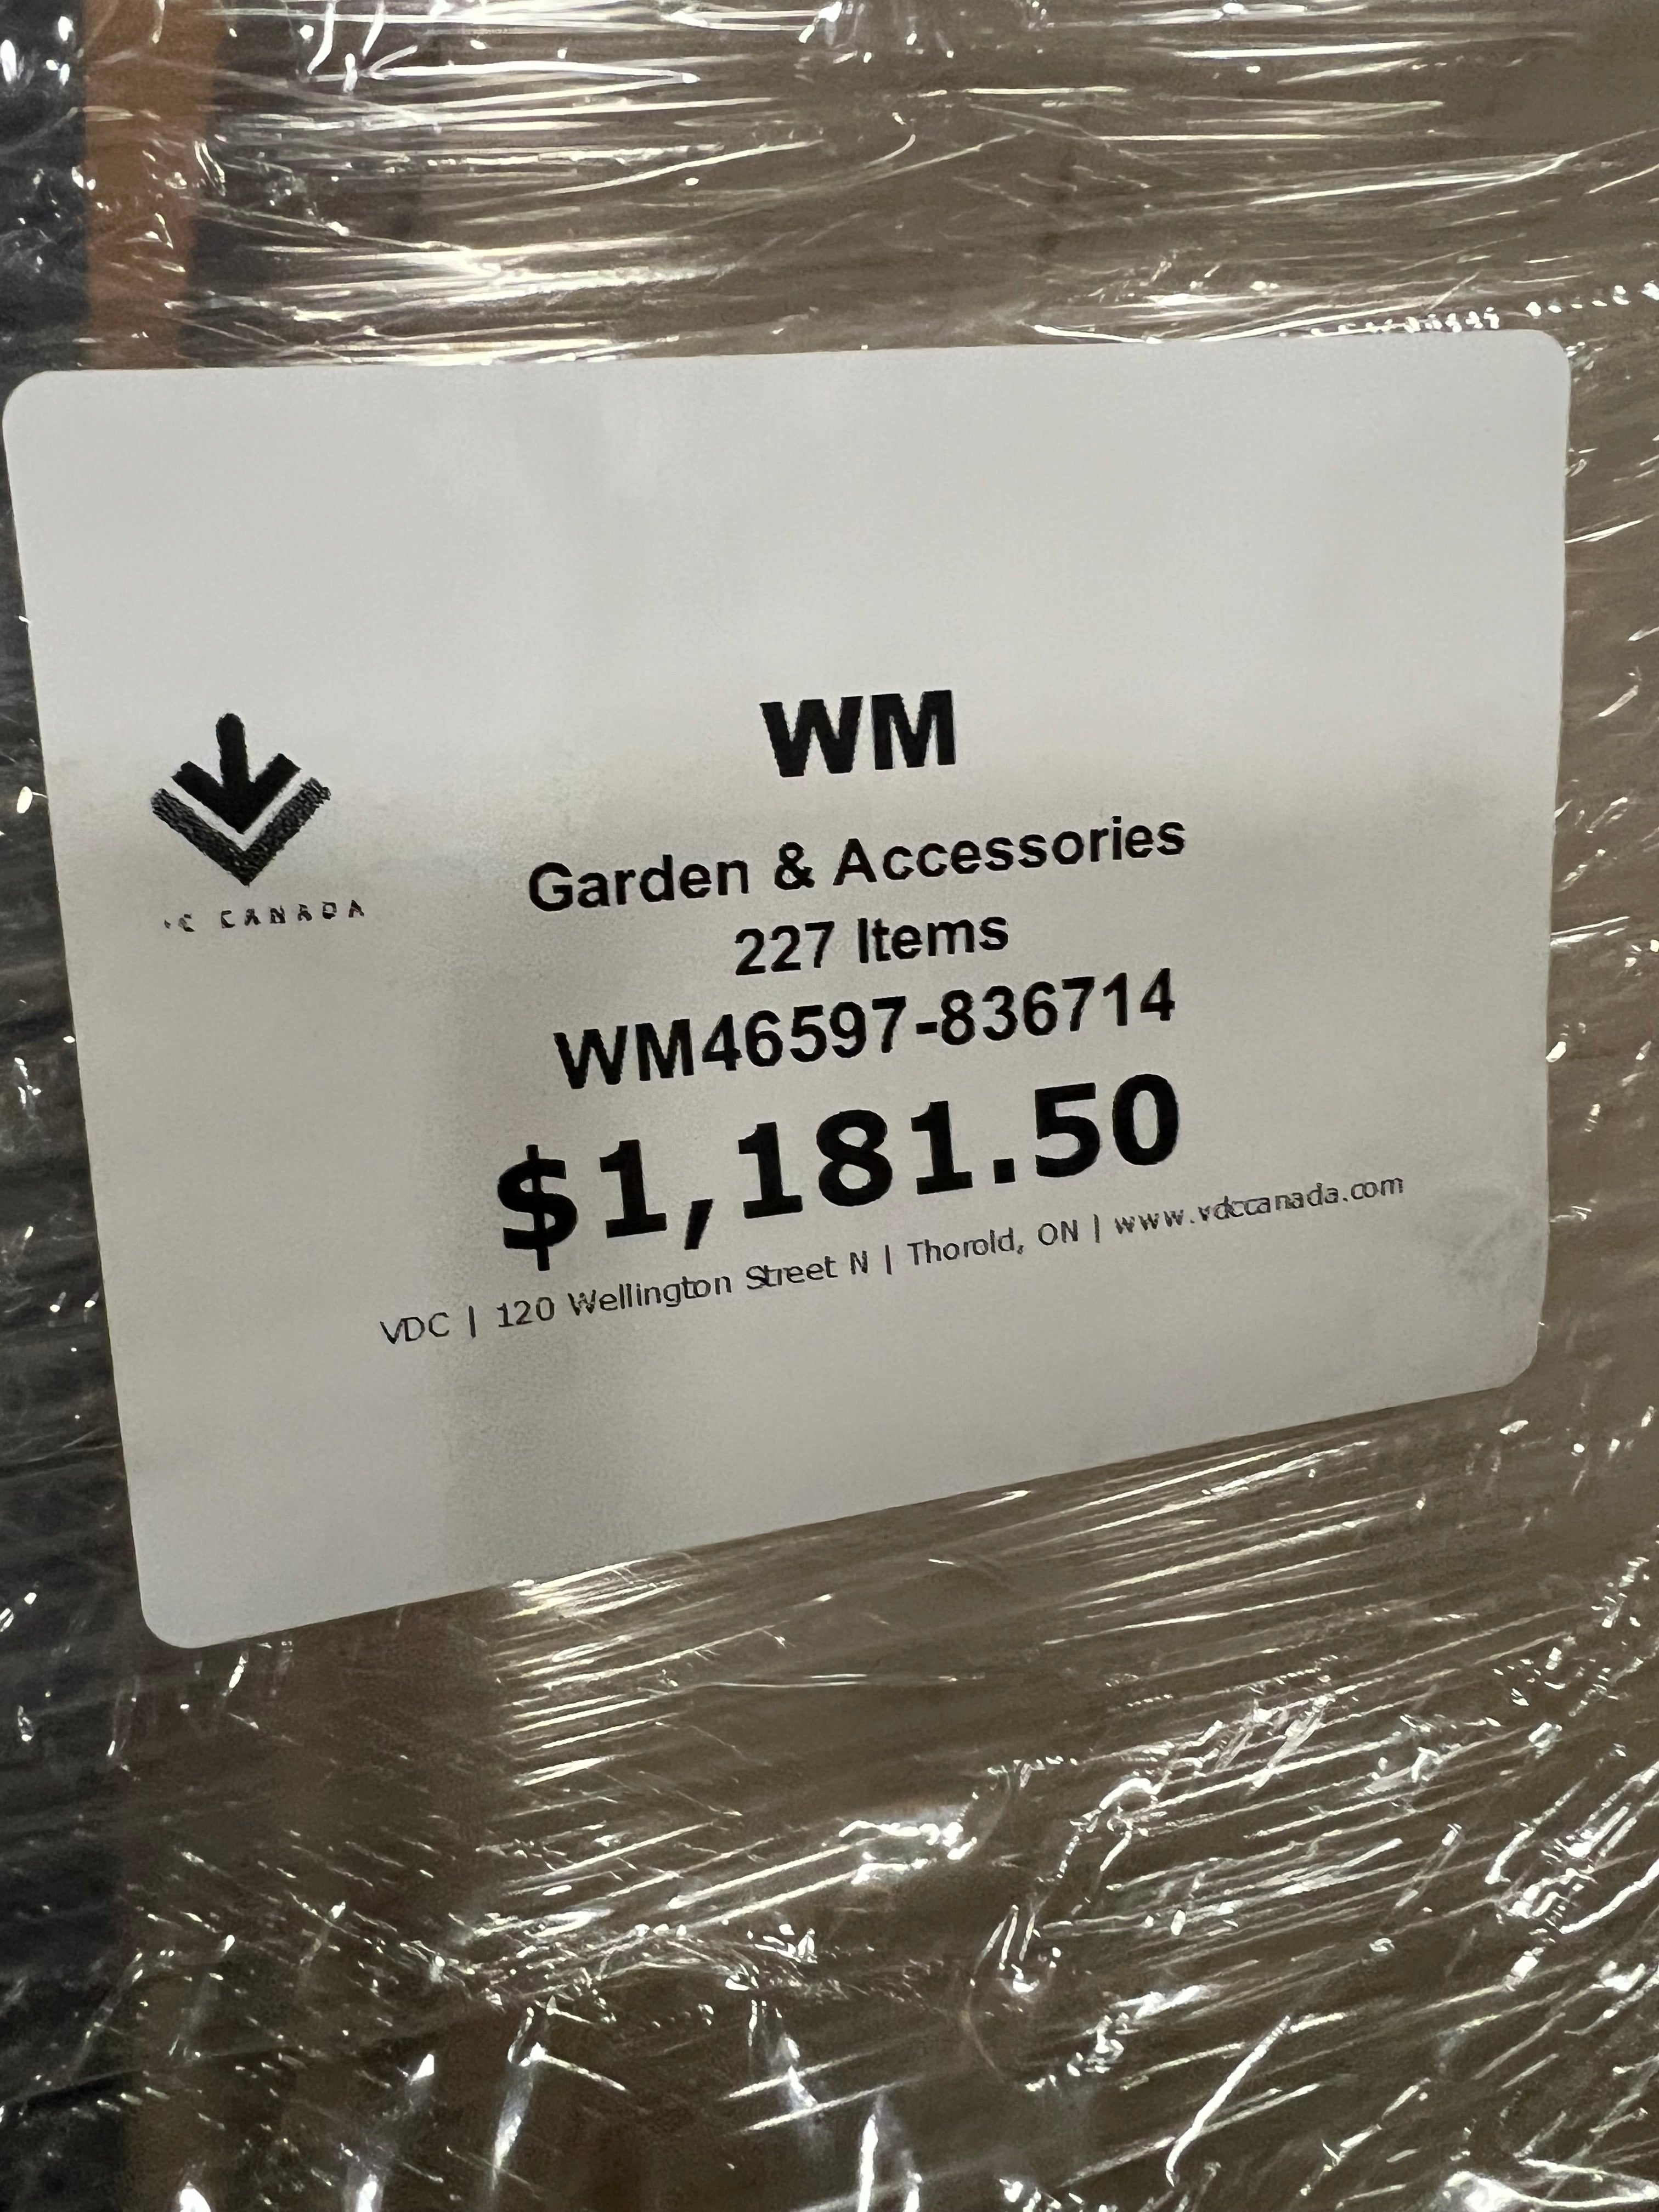 WM
Garden & Accessories
227 Items
WM46597-836714
$1,181.50
VDC | 120 Wellington Street N | Thorold, ON | www.vdccanada.com
C CANADA